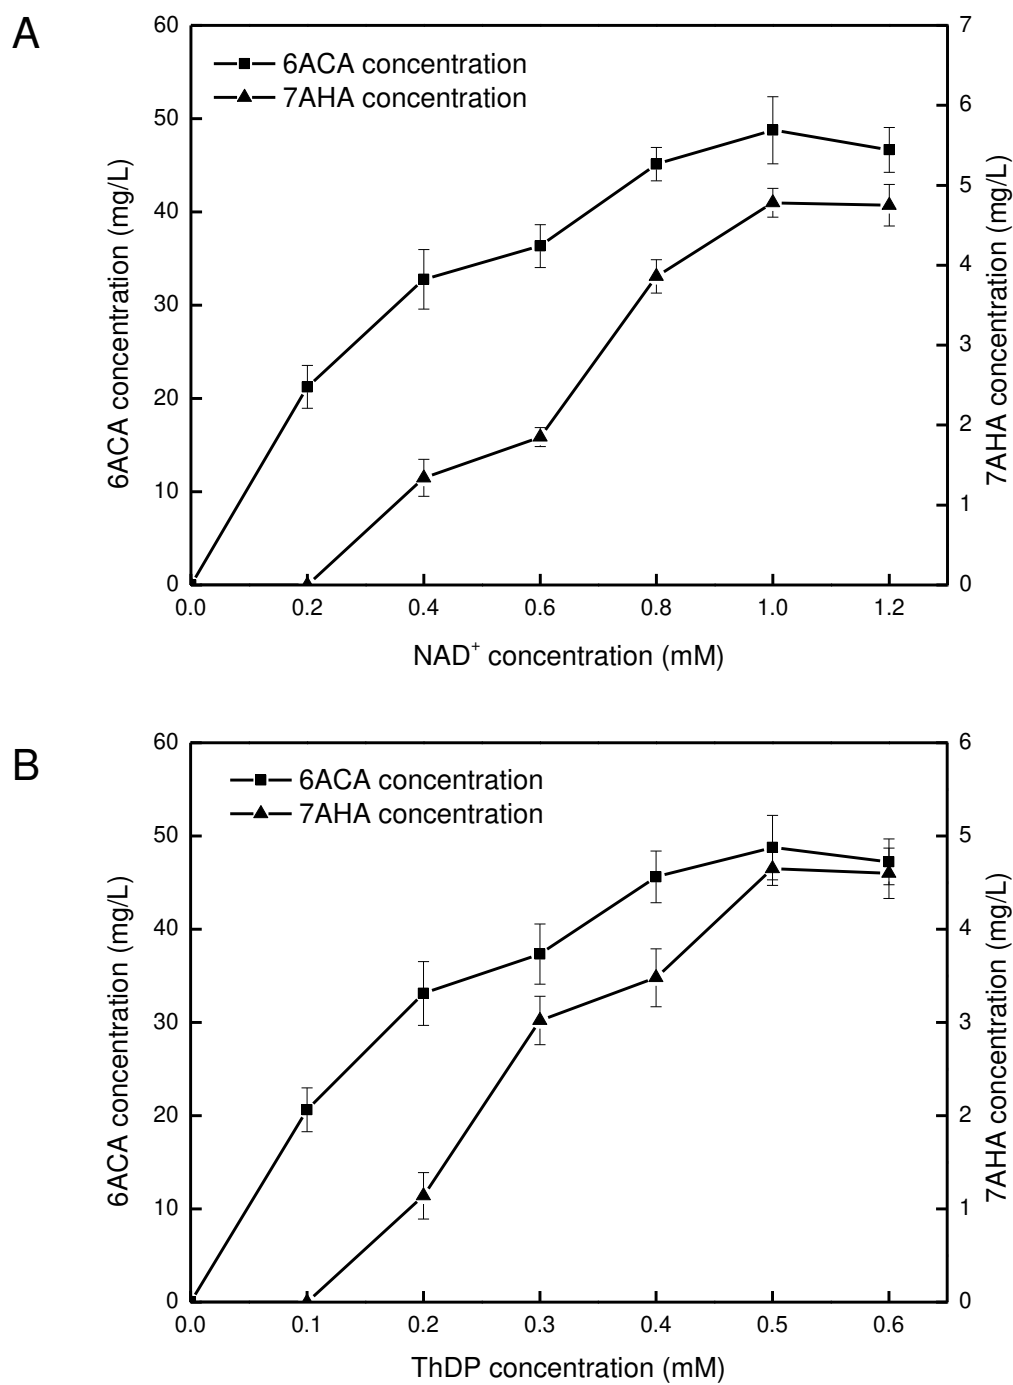 A
60
50
40
30
20
10
0
6ACA concentration (mg/L)
6ACA concentration
7AHA concentration
7
6
5
4
3
2
1
0
7AHA concentration (mg/L)
0.0 0.2 0.4 0.6 0.8 1.0 1.2
NAD⁺ concentration (mM)
B
60
50
40
30
20
10
0
6ACA concentration (mg/L)
6ACA concentration
7AHA concentration
6
5
4
3
2
1
0
7AHA concentration (mg/L)
0.0 0.1 0.2 0.3 0.4 0.5 0.6
ThDP concentration (mM)